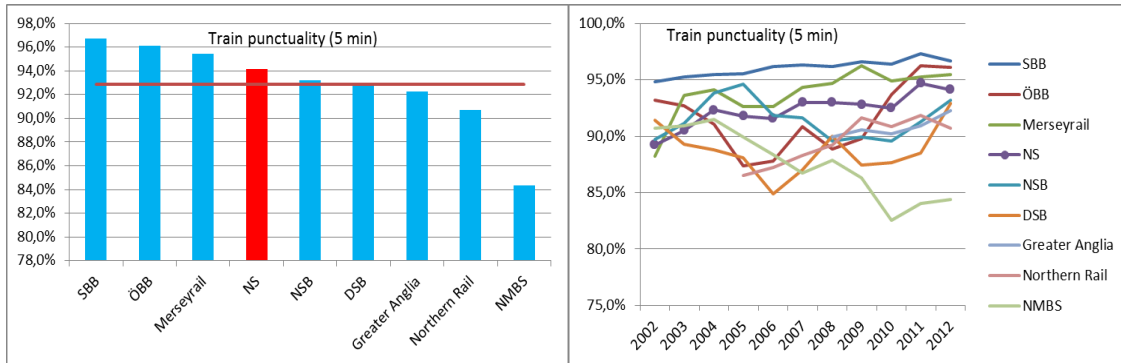 Train punctuality (5 min)
98,0%
96,0%
94,0%
92,0%
90,0%
88,0%
86,0%
84,0%
82,0%
80,0%
78,0%
SBB
ÖBB
Merseyrail
NS
NSB
DSB
Greater Anglia
Northern Rail
NMBS
Train punctuality (5 min)
100,0%
95,0%
90,0%
85,0%
80,0%
75,0%
2002
2003
2004
2005
2006
2007
2008
2009
2010
2011
2012
SBB
ÖBB
Merseyrail
NS
NSB
DSB
Greater Anglia
Northern Rail
NMBS